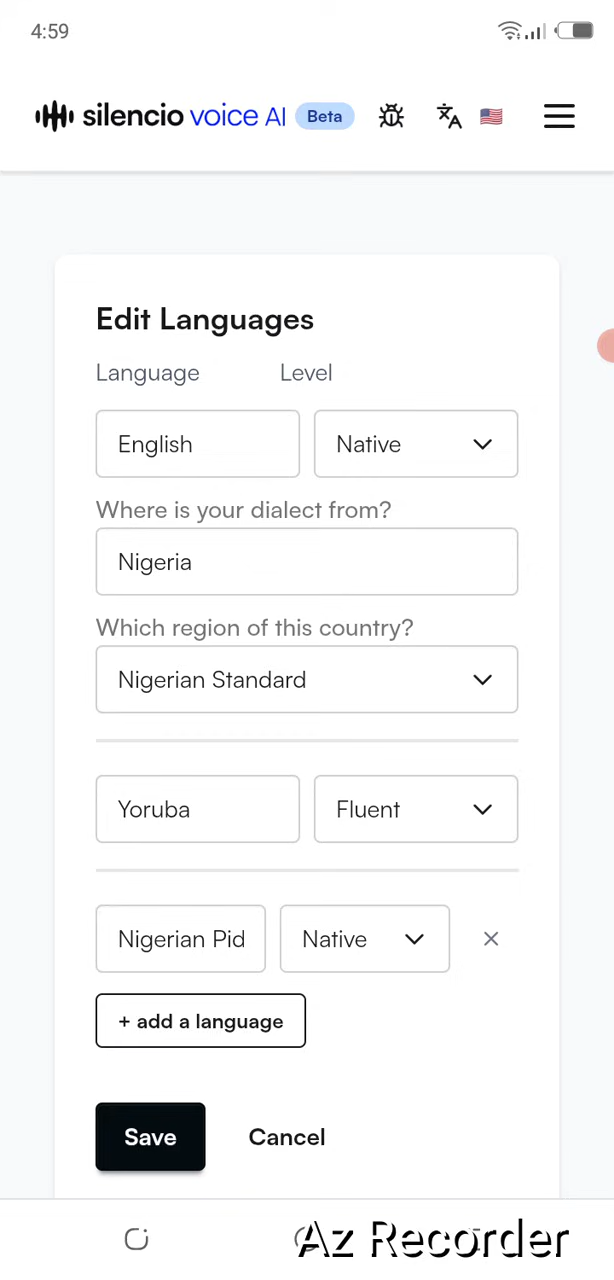 4:59
silencio voice AI Beta
Edit Languages
Language Level
English Native
Where is your dialect from?
Nigeria
Which region of this country?
Nigerian Standard
Yoruba Fluent
Nigerian Pid Native ×
+ add a language
Save Cancel
Az Recorder